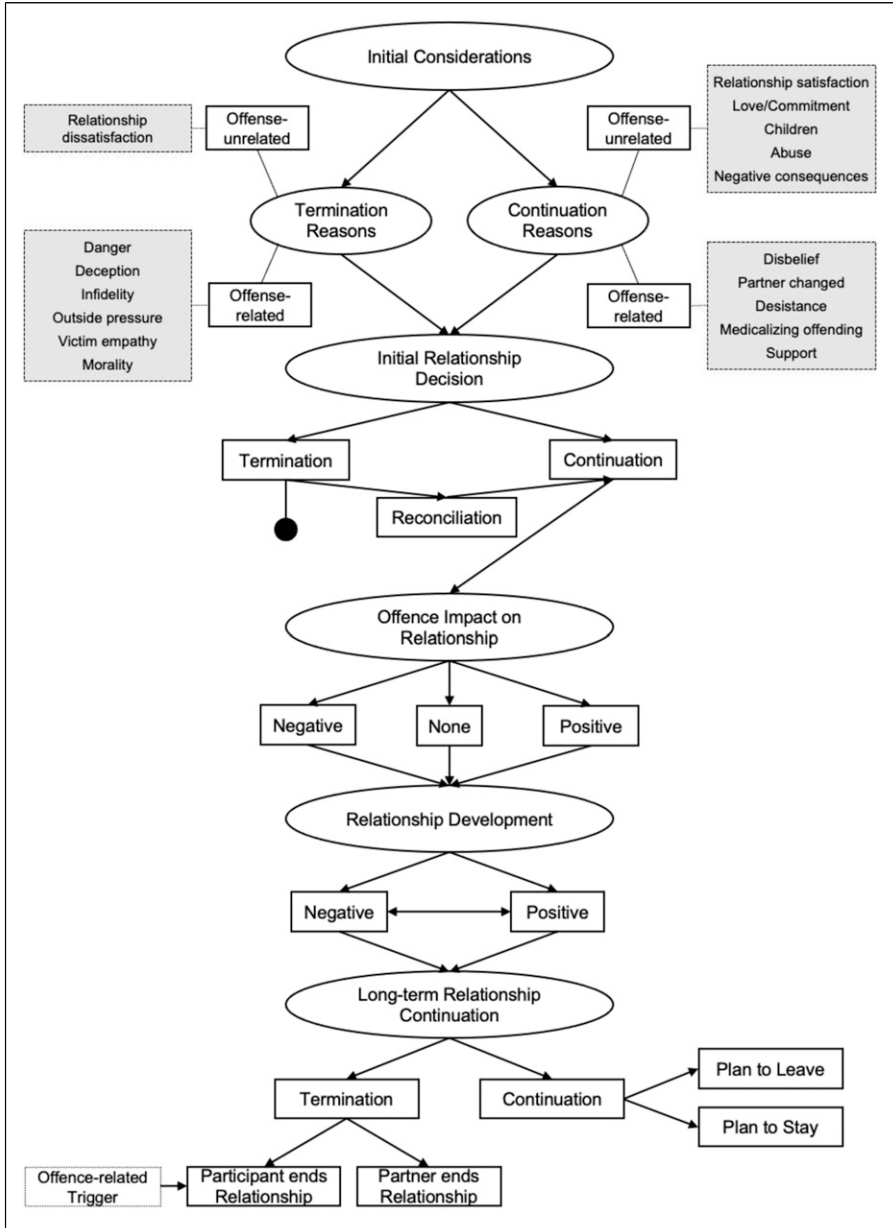 Initial Considerations
Relationship
dissatisfaction
Offense-
unrelated
Offense-
unrelated
Relationship satisfaction
Love/Commitment
Children
Abuse
Negative consequences
Termination
Reasons
Continuation
Reasons
Danger
Deception
Infidelity
Outside pressure
Victim empathy
Morality
Offense-
related
Offense-
related
Disbelief
Partner changed
Desistance
Medicalizing offending
Support
Initial Relationship
Decision
Termination
Continuation
Reconciliation
Offence Impact on
Relationship
Negative
None
Positive
Relationship Development
Negative
Positive
Long-term Relationship
Continuation
Termination
Continuation
Plan to Leave
Plan to Stay
Offence-related
Trigger
Participant ends
Relationship
Partner ends
Relationship